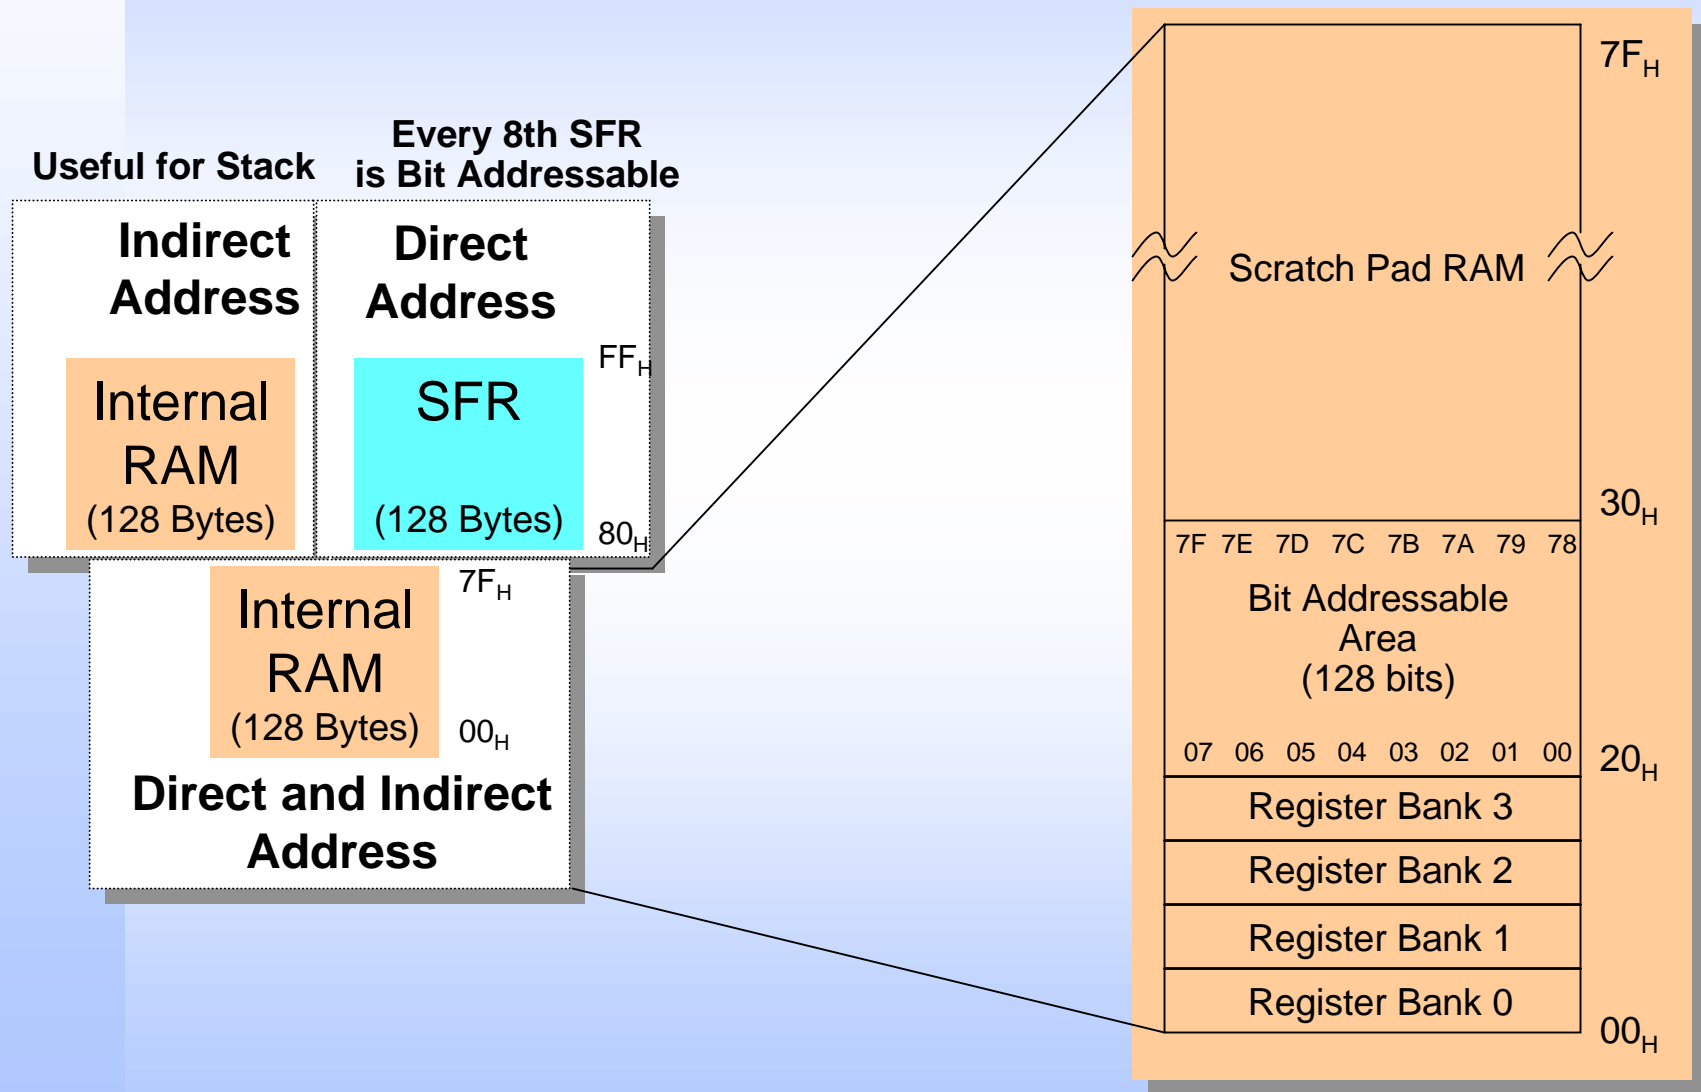 Useful for Stack
Every 8th SFR
is Bit Addressable
Indirect
Address
Internal
RAM
(128 Bytes)
Direct
Address
SFR
(128 Bytes)
FFH
80H
Internal
RAM
(128 Bytes)
7FH
00H
Direct and Indirect
Address
7FH
Scratch Pad RAM
30H
7F 7E 7D 7C 7B 7A 79 78
Bit Addressable
Area
(128 bits)
07 06 05 04 03 02 01 00
20H
Register Bank 3
Register Bank 2
Register Bank 1
Register Bank 0
00H